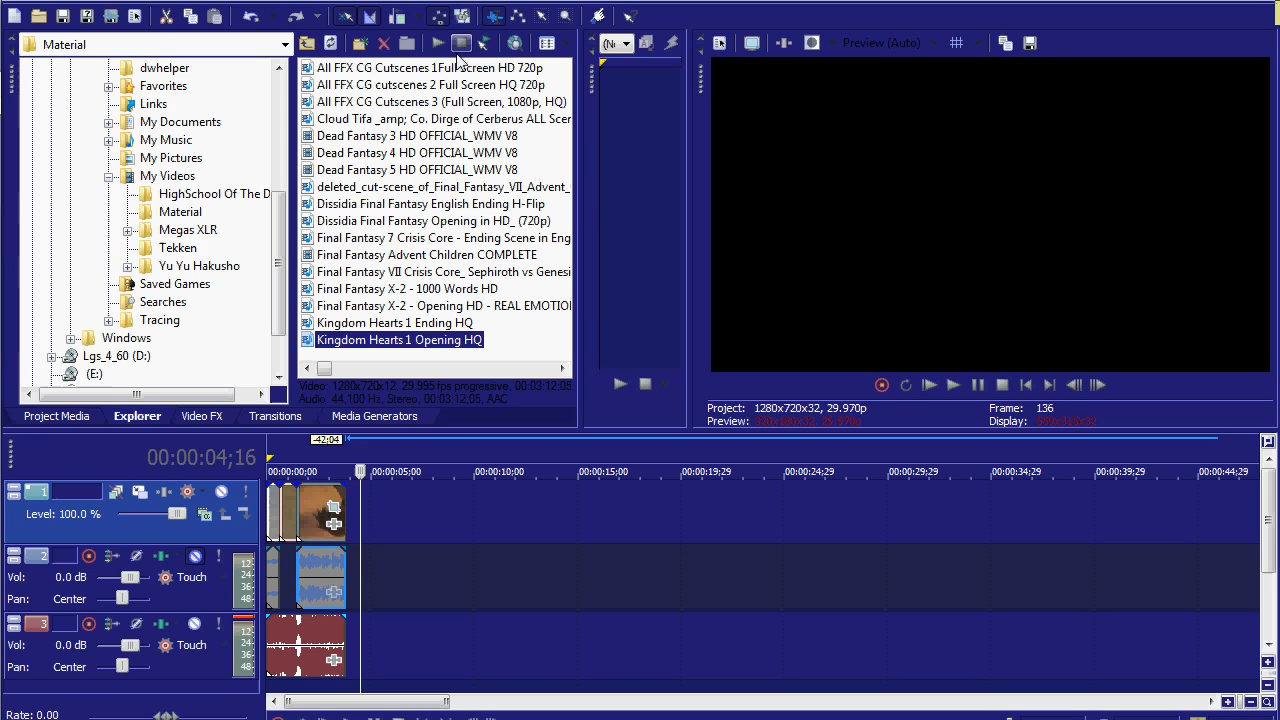 Material
(N
Preview (Auto)
dwhelper
Favorites
Links
My Documents
My Music
My Pictures
My Videos
HighSchool Of The D
Material
Megas XLR
Tekken
Yu Yu Hakusho
Saved Games
Searches
Tracing
Windows
Lgs_4_60 (D:)
(E:)
All FFX CG Cutscenes 1Full Screen HD 720p
All FFX CG cutscenes 2 Full Screen HQ 720p
All FFX CG Cutscenes 3 (Full Screen, 1080p, HQ)
Cloud Tifa _amp; Co. Dirge of Cerberus ALL Scer
Dead Fantasy 3 HD OFFICIAL_WMV V8
Dead Fantasy 4 HD OFFICIAL_WMV V8
Dead Fantasy 5 HD OFFICIAL_WMV V8
deleted_cut-scene_of_Final_Fantasy_VII_Advent_
Dissidia Final Fantasy English Ending H-Flip
Dissidia Final Fantasy Opening in HD_ (720p)
Final Fantasy 7 Crisis Core - Ending Scene in Eng
Final Fantasy Advent Children COMPLETE
Final Fantasy VII Crisis Core_ Sephiroth vs Genesi
Final Fantasy X-2 - 1000 Words HD
Final Fantasy X-2 - Opening HD - REAL EMOTIO
Kingdom Hearts 1 Ending HQ
Kingdom Hearts 1 Opening HQ
Video: 1280x720x12, 29.995 fps progressive, 00:03:12;05
Audio: 44,100 Hz, Stereo, 00:03:12;05, AAC
Project Media Explorer Video FX Transitions Media Generators
Project: 1280x720x32, 29.970p Frame: 136
Preview: 320x180x32, 29.970p Display:
-42;04
00:00:04;16
00:00:00;00 00:00:05;00 00:00:10;00 00:00:15;00 00:00:19;29 00:00:24;29 00:00:29;29 00:00:34;29 00:00:39;29 00:00:44;29
1
Level: 100.0 %
2
Vol: 0.0 dB Touch
Pan: Center
12
24
36
48
3
Vol: 0.0 dB Touch
Pan: Center
12
24
36
48
Rate: 0.00